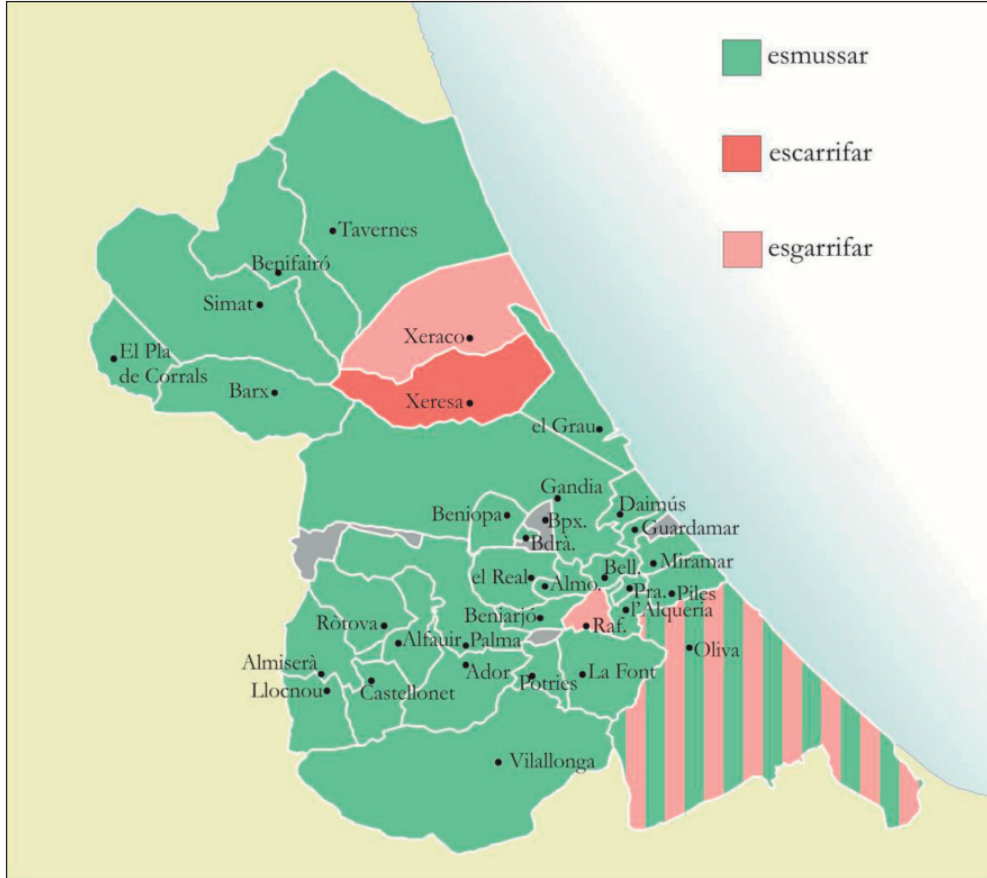 esmussar
escarrifar
esgarrifar
Tavernes
Benifairó
Simat
Xeraco
El Pla
de Corrals
Barx
Xeresa
el Grau
Gandia
Daimús
Beniopa
Bpx.
Guardamar
Bdrà.
Miramar
Bell.
el Real
Almo.
Pra.
Piles
l'Alqueria
Beniarjó
Raf.
Ròtova
Alfauir
Palma
Oliva
Almiserà
Ador
La Font
Potries
Llocnou
Castellonet
Vilallonga